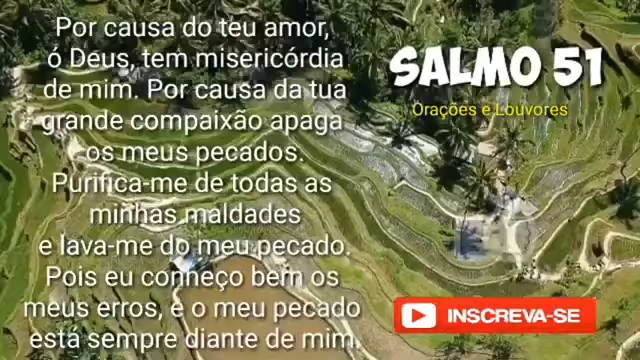 Por causa do teu amor,
ó Deus, tem misericórdia
de mim. Por causa da tua
grande compaixão apaga
os meus pecados.
Purifica-me de todas as
minhas maldades
e lava-me do meu pecado.
Pois eu conheço bem os
meus erros, e o meu pecado
está sempre diante de mim.
SALMO 51
Orações e Louvores
INSCREVA-SE